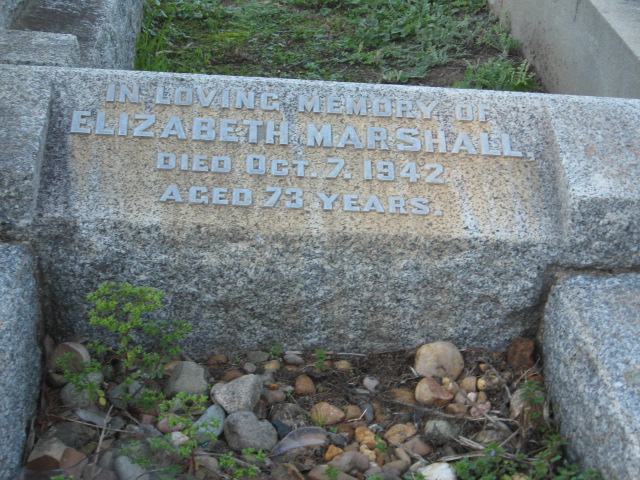 IN LOVING MEMORY OF
ELIZABETH MARSHALL,
DIED OCT. 7. 1942.
AGED 73 YEARS.